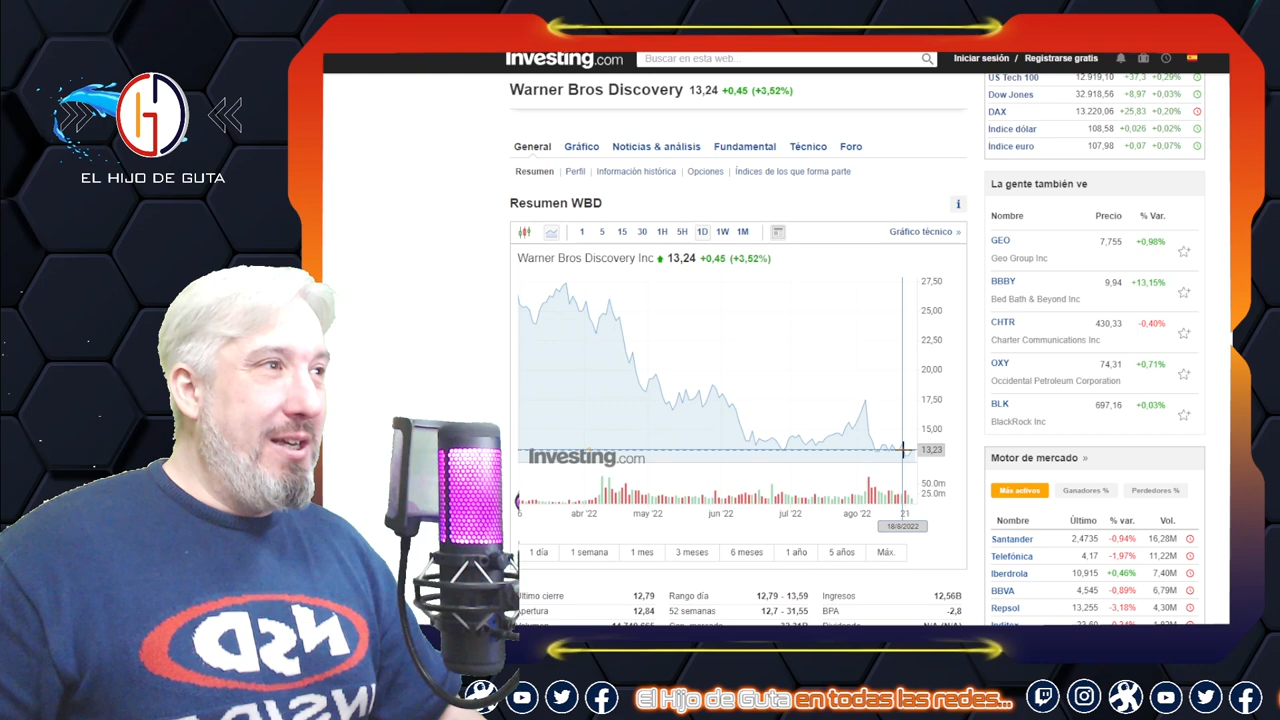 EL HIJO DE GUTA
Investing.com
Buscar en esta web...
Iniciar sesión / Registrarse gratis
Warner Bros Discovery 13,24 +0,45 (+3,52%)
General Gráfico Noticias & análisis Fundamental Técnico Foro
Resumen Perfil Información histórica Opciones Índices de los que forma parte
Resumen WBD
i
1 5 15 30 1H 5H 1D 1W 1M
Gráfico técnico »
Warner Bros Discovery Inc 13,24 +0,45 (+3,52%)
27,50
25,00
22,50
20,00
17,50
15,00
13,23
Investing.com
50.0m
25.0m
6 abr '22 may '22 jun '22 jul '22 ago '22 21
18/8/2022
1 día 1 semana 1 mes 3 meses 6 meses 1 año 5 años Máx.
Último cierre 12,79 Rango día 12,79 - 13,59 Ingresos 12,56B
Apertura 12,84 52 semanas 12,7 - 31,55 BPA -2,8
US Tech 100 12.919,10 +37,3 +0,29%
Dow Jones 32.918,56 +8,97 +0,03%
DAX 13.220,06 +25,83 +0,20%
Índice dólar 108,58 +0,026 +0,02%
Índice euro 107,98 +0,07 +0,07%
La gente también ve
Nombre Precio % Var.
GEO 7,755 +0,98%
Geo Group Inc
BBBY 9,94 +13,15%
Bed Bath & Beyond Inc
CHTR 430,33 -0,40%
Charter Communications Inc
OXY 74,31 +0,71%
Occidental Petroleum Corporation
BLK 697,16 +0,03%
BlackRock Inc
Motor de mercado »
Más activos Ganadores % Perdedores %
Nombre Último % var. Vol.
Santander 2,4735 -0,94% 16,28M
Telefónica 4,17 -1,97% 11,22M
Iberdrola 10,915 +0,46% 7,40M
BBVA 4,545 -0,89% 6,79M
Repsol 13,255 -3,18% 4,30M
El Hijo de Guta en todas las redes...